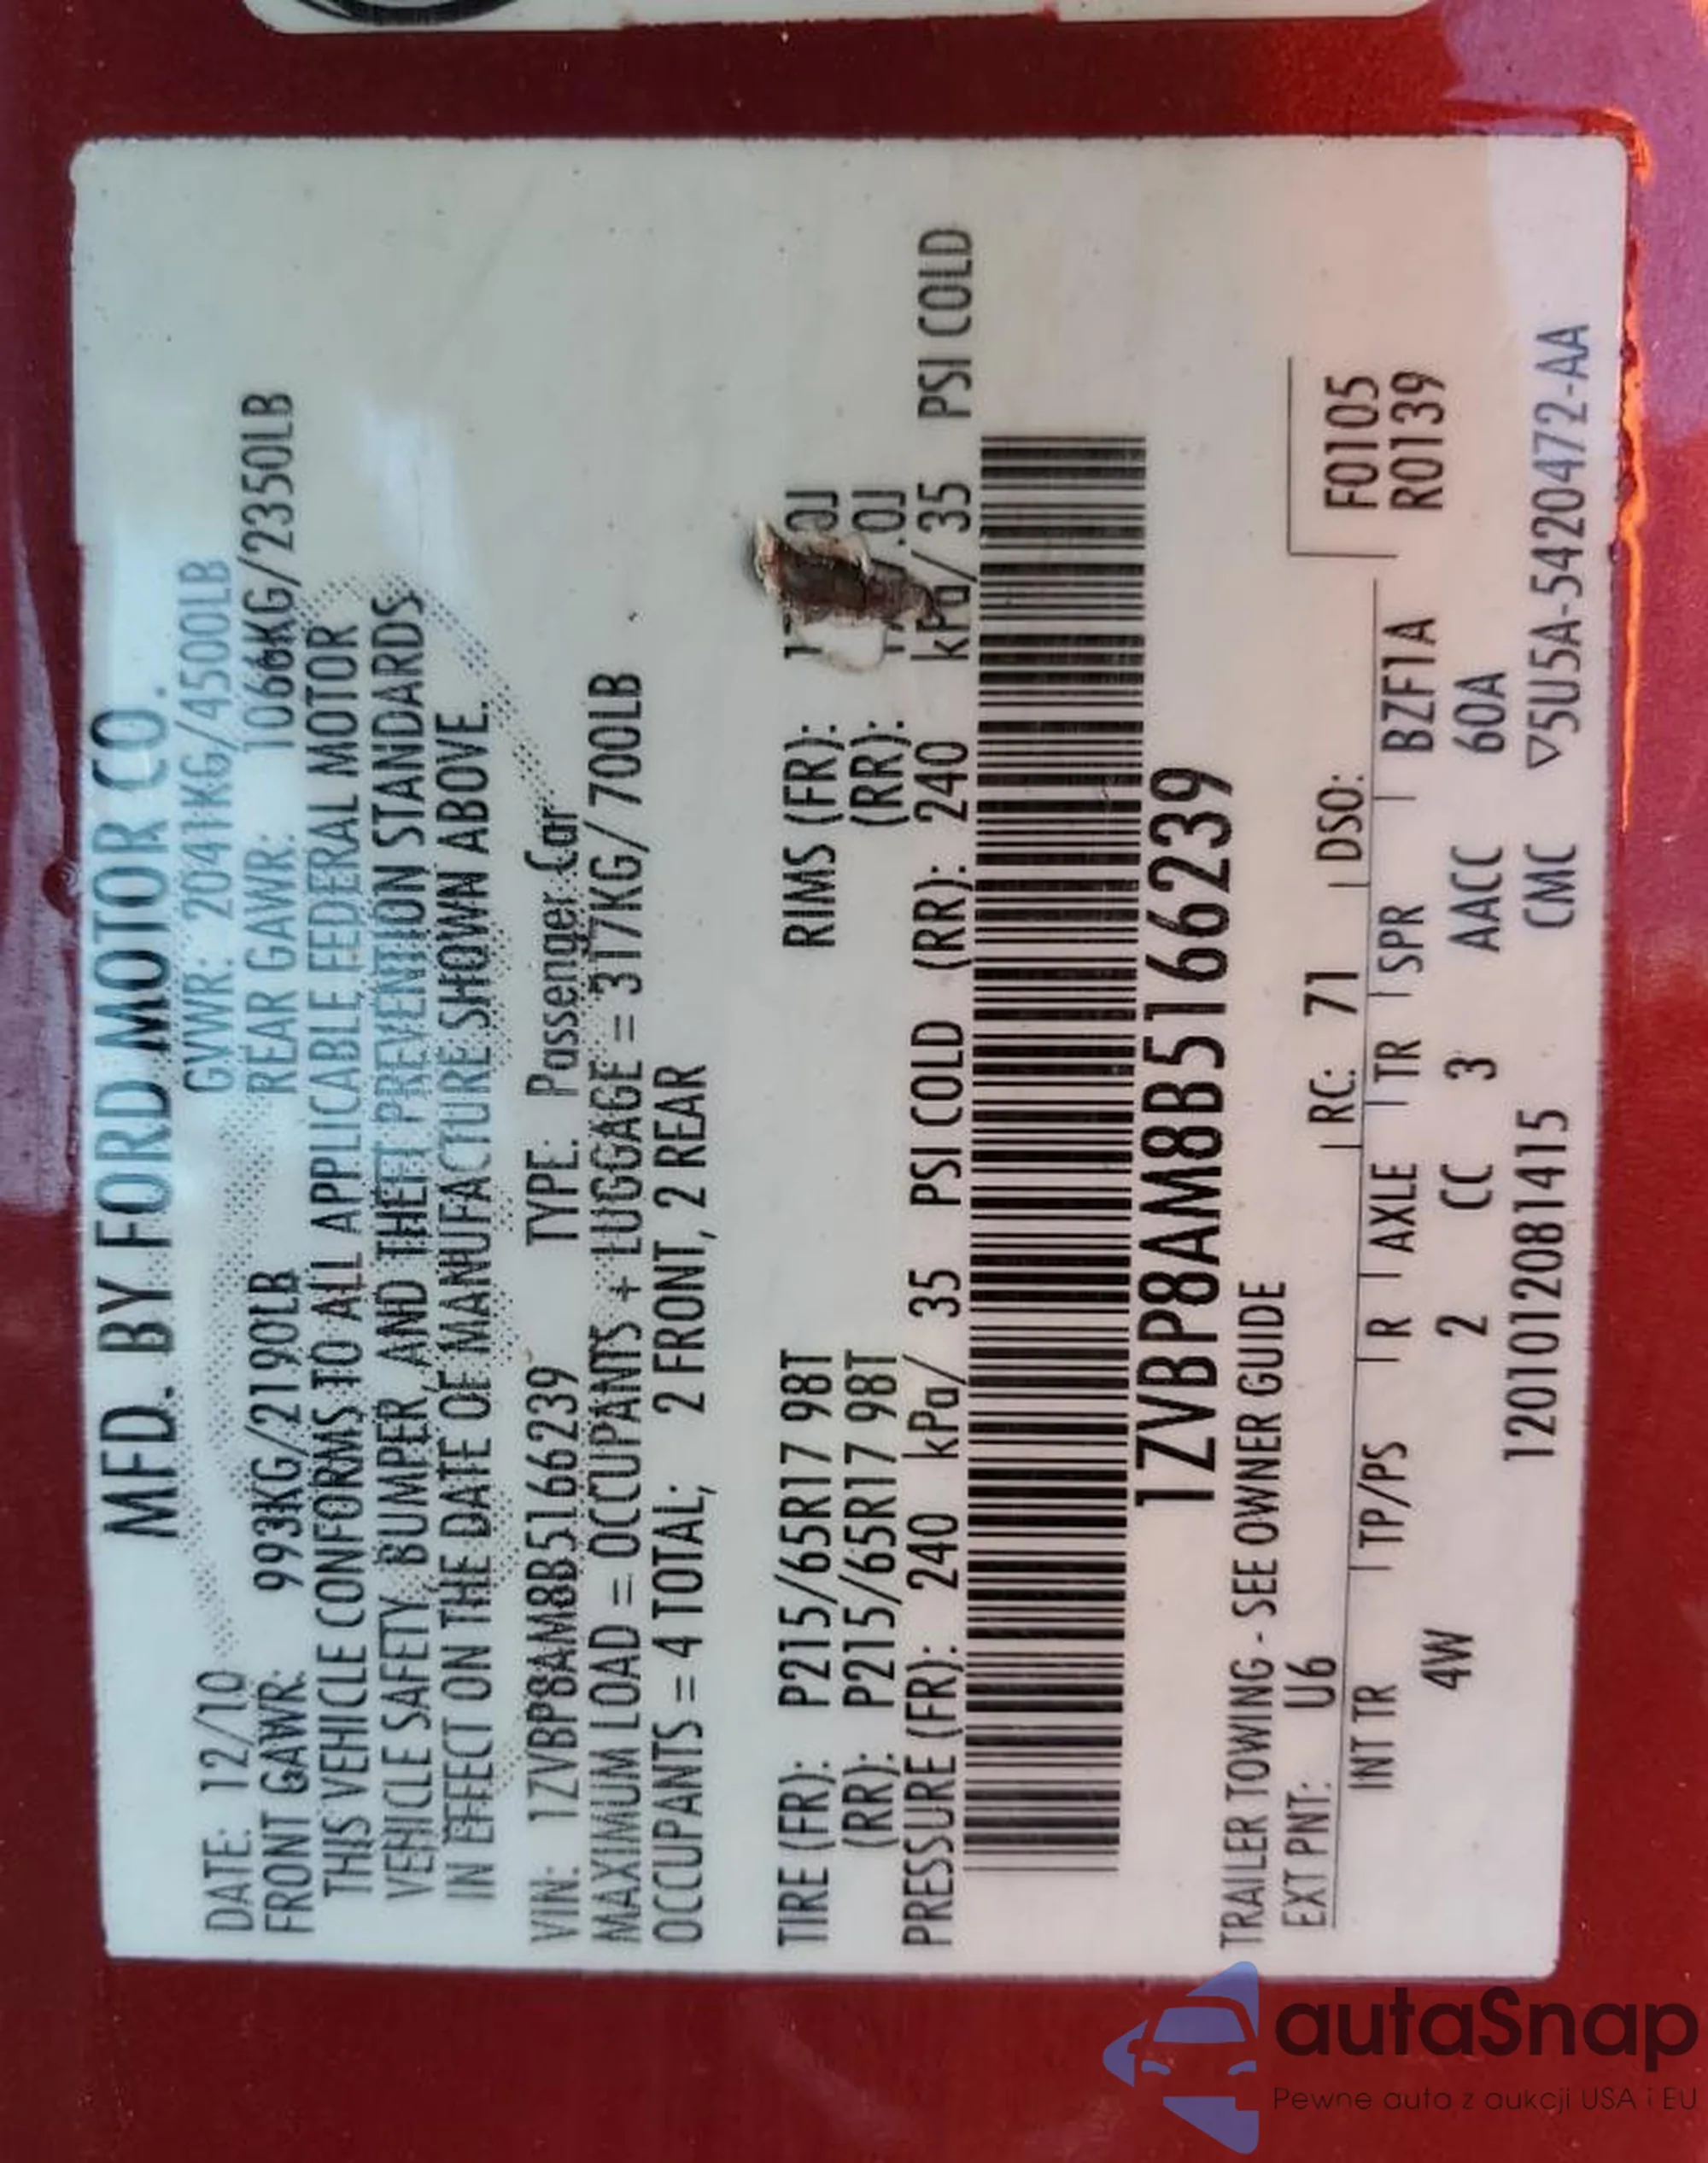 MFD. BY FORD MOTOR CO.
DATE: 12/10 GVWR: 2041KG/4500LB
FRONT GAWR: 993KG/2190LB REAR GAWR: 1066KG/2350LB
THIS VEHICLE CONFORMS TO ALL APPLICABLE FEDERAL MOTOR
VEHICLE SAFETY, BUMPER, AND THEFT PREVENTION STANDARDS
IN EFFECT ON THE DATE OF MANUFACTURE SHOWN ABOVE.
VIN: 1ZVBP8AM8B5166239 TYPE: Passenger Car
MAXIMUM LOAD = OCCUPANTS + LUGGAGE = 317KG/ 700LB
OCCUPANTS = 4 TOTAL; 2 FRONT, 2 REAR
TIRE (FR): P215/65R17 98T RIMS (FR):
(RR): P215/65R17 98T (RR):
PRESSURE (FR): 240 kPa/ 35 PSI COLD (RR): 240 kPa/ 35 PSI COLD
1ZVBP8AM8B5166239
TRAILER TOWING - SEE OWNER GUIDE
EXT PNT: U6 RC: 71 DSO:
F0105
R0139
INT TR TP/PS R AXLE TR SPR BZF1A
4W 2 CC 3 AACC 60A
1201012081415 CMC ▽5U5A-5420472-AA
autaSnap
Pewne auta z aukcji USA i EU